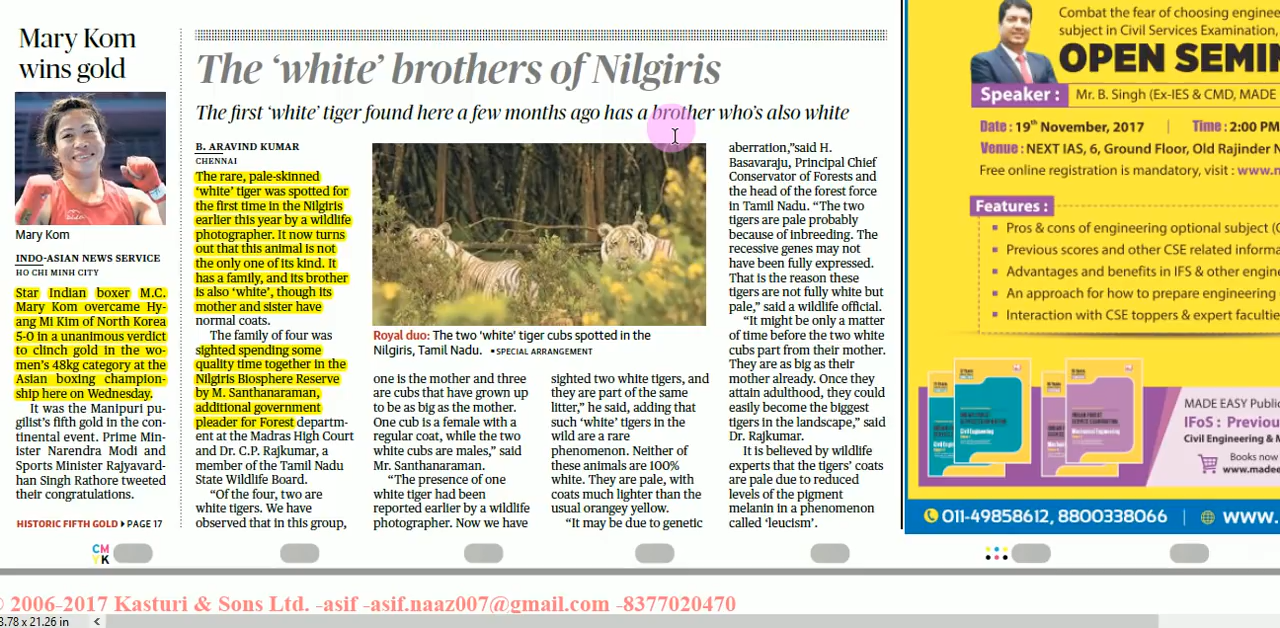 Mary Kom
wins gold
Mary Kom
INDO-ASIAN NEWS SERVICE
HO CHI MINH CITY
Star Indian boxer M.C.
Mary Kom overcame Hy-
ang Mi Kim of North Korea
5-0 in a unanimous verdict
to clinch gold in the wo-
men's 48kg category at the
Asian boxing champion-
ship here on Wednesday.
It was the Manipuri pu-
gilist's fifth gold in the con-
tinental event. Prime Min-
ister Narendra Modi and
Sports Minister Rajyavard-
han Singh Rathore tweeted
their congratulations.
HISTORIC FIFTH GOLD PAGE 17
The 'white' brothers of Nilgiris
The first 'white' tiger found here a few months ago has a brother who's also white
B. ARAVIND KUMAR
CHENNAI
The rare, pale-skinned
'white' tiger was spotted for
the first time in the Nilgiris
earlier this year by a wildlife
photographer. It now turns
out that this animal is not
the only one of its kind. It
has a family, and its brother
is also 'white', though its
mother and sister have
normal coats.
The family of four was
sighted spending some
quality time together in the
Nilgiris Biosphere Reserve
by M. Santhanaraman,
additional government
pleader for Forest departm-
ent at the Madras High Court
and Dr. C.P. Rajkumar, a
member of the Tamil Nadu
State Wildlife Board.
"Of the four, two are
white tigers. We have
observed that in this group,
Royal duo: The two 'white' tiger cubs spotted in the
Nilgiris, Tamil Nadu. •SPECIAL ARRANGEMENT
one is the mother and three
are cubs that have grown up
to be as big as the mother.
One cub is a female with a
regular coat, while the two
white cubs are males," said
Mr. Santhanaraman.
"The presence of one
white tiger had been
reported earlier by a wildlife
photographer. Now we have
sighted two white tigers, and
they are part of the same
litter," he said, adding that
such 'white' tigers in the
wild are a rare
phenomenon. Neither of
these animals are 100%
white. They are pale, with
coats much lighter than the
usual orangey yellow.
"It may be due to genetic
aberration,"said H.
Basavaraju, Principal Chief
Conservator of Forests and
the head of the forest force
in Tamil Nadu. "The two
tigers are pale probably
because of inbreeding. The
recessive genes may not
have been fully expressed.
That is the reason these
tigers are not fully white but
pale," said a wildlife official.
"It might be only a matter
of time before the two white
cubs part from their mother.
They are as big as their
mother already. Once they
attain adulthood, they could
easily become the biggest
tigers in the landscape," said
Dr. Rajkumar.
It is believed by wildlife
experts that the tigers' coats
are pale due to reduced
levels of the pigment
melanin in a phenomenon
called 'leucism'.
Combat the fear of choosing enginee
subject in Civil Services Examination,
OPEN SEMIN
Speaker : Mr. B. Singh (Ex-IES & CMD, MADE
Date : 19th November, 2017 | Time : 2:00 PM
Venue : NEXT IAS, 6, Ground Floor, Old Rajinder N
Free online registration is mandatory, visit : www.n
Features :
Pros & cons of engineering optional subject (C
Previous scores and other CSE related informa
Advantages and benefits in IFS & other engine
An approach for how to prepare engineering
Interaction with CSE toppers & expert facultie
MADE EASY Public
IFoS : Previou
Civil Engineering & M
Books now
www.madee
011-49858612, 8800338066 | www.
CM
YK
© 2006-2017 Kasturi & Sons Ltd. -asif -asif.naaz007@gmail.com -8377020470
8.78 x 21.26 in